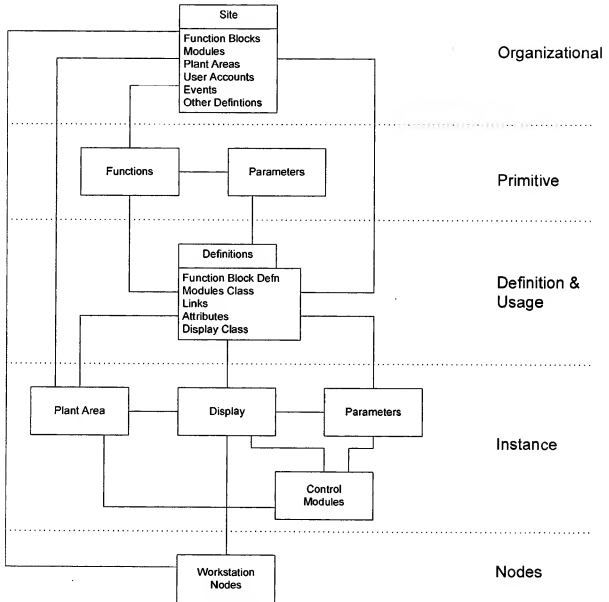 Site
Function Blocks
Modules
Plant Areas
User Accounts
Events
Other Defintions
Organizational
Functions
Parameters
Primitive
Definitions
Function Block Defn
Modules Class
Links
Attributes
Display Class
Definition &
Usage
Plant Area
Display
Parameters
Instance
Control
Modules
Workstation
Nodes
Nodes